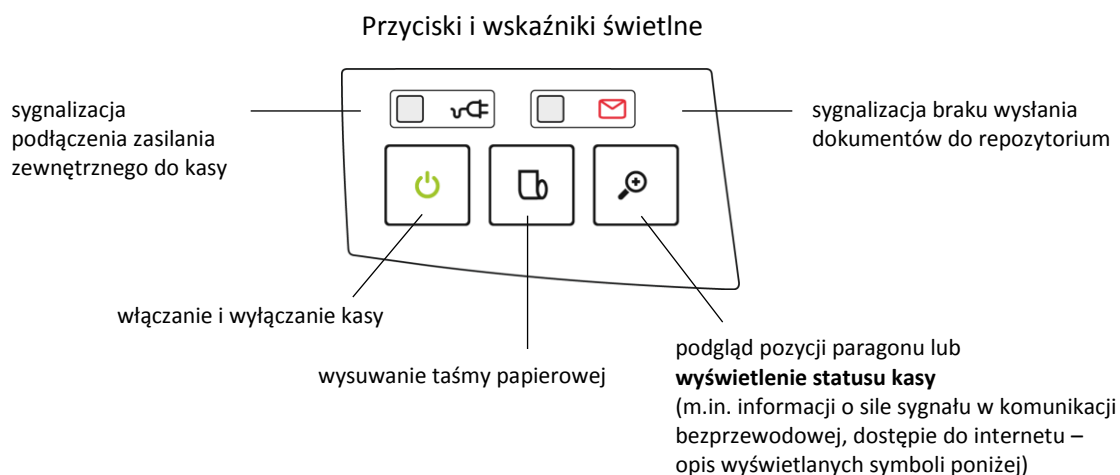 Przyciski i wskaźniki świetlne
sygnalizacja
podłączenia zasilania
zewnętrznego do kasy
sygnalizacja braku wysłania
dokumentów do repozytorium
włączanie i wyłączanie kasy
wysuwanie taśmy papierowej
podgląd pozycji paragonu lub
wyświetlenie statusu kasy
(m.in. informacji o sile sygnału w komunikacji
bezprzewodowej, dostępie do internetu –
opis wyświetlanych symboli poniżej)